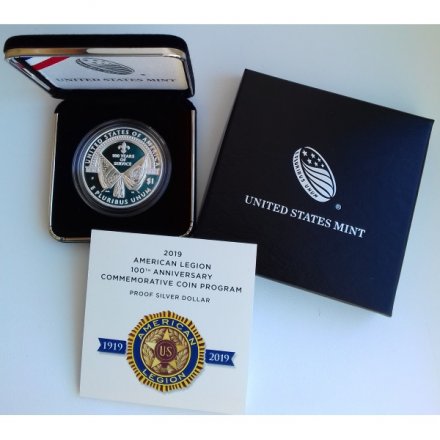 UNITED STATES MINT
UNITED STATES OF AMERICA
100 YEARS
OF
SERVICE
$1
E PLURIBUS UNUM
UNITED STATES MINT
2019
AMERICAN LEGION
100TH ANNIVERSARY
COMMEMORATIVE COIN PROGRAM
PROOF SILVER DOLLAR
1919
AMERICAN
US
LEGION
2019